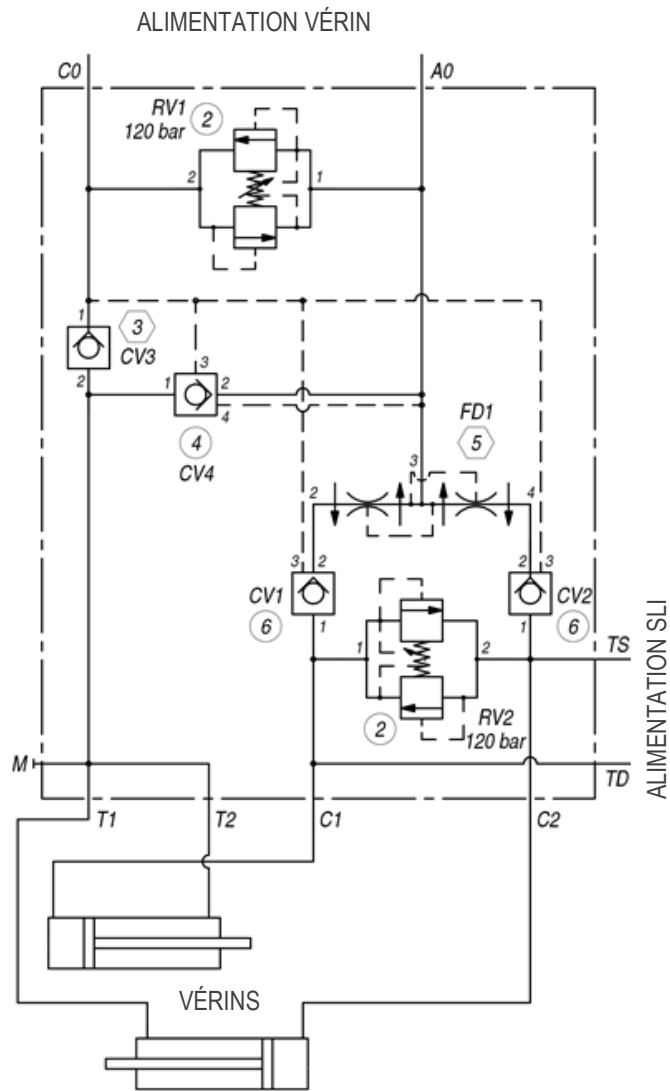 ALIMENTATION VÉRIN
C0
A0
RV1
120 bar
2
2
1
1
3
CV3
2
3
1
2
4
4
CV4
FD1
5
3
2
4
3
2
2
3
CV1
6
1
CV2
6
1
1
2
TS
2
RV2
120 bar
M
TD
T1
T2
C1
C2
ALIMENTATION SLI
VÉRINS